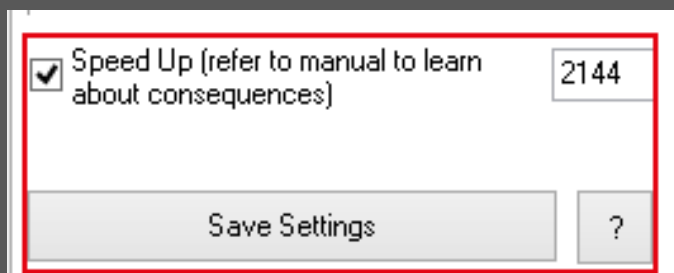 Speed Up (refer to manual to learn
about consequences)
2144
Save Settings
?